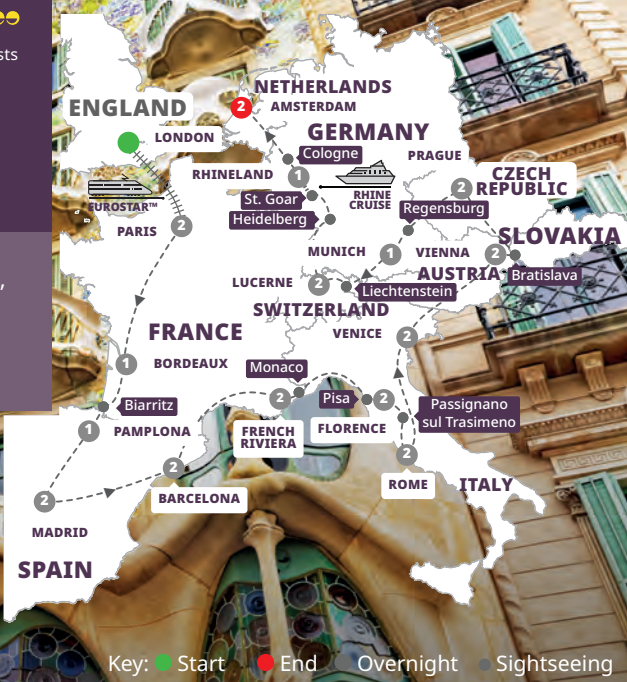 sts
,
NETHERLANDS
2
AMSTERDAM
ENGLAND
LONDON
GERMANY
Cologne
PRAGUE
RHINELAND
1
CZECH
REPUBLIC
2
EUROSTAR™
St. Goar
RHINE
CRUISE
Heidelberg
Regensburg
PARIS
2
SLOVAKIA
MUNICH
1
VIENNA
2
AUSTRIA
Bratislava
LUCERNE
2
Liechtenstein
SWITZERLAND
FRANCE
VENICE
2
1
BORDEAUX
Monaco
2
Pisa
2
Biarritz
Passignano
sul Trasimeno
1
PAMPLONA
FRENCH
RIVIERA
FLORENCE
2
2
BARCELONA
ROME
ITALY
2
MADRID
SPAIN
Key: Start End Overnight Sightseeing